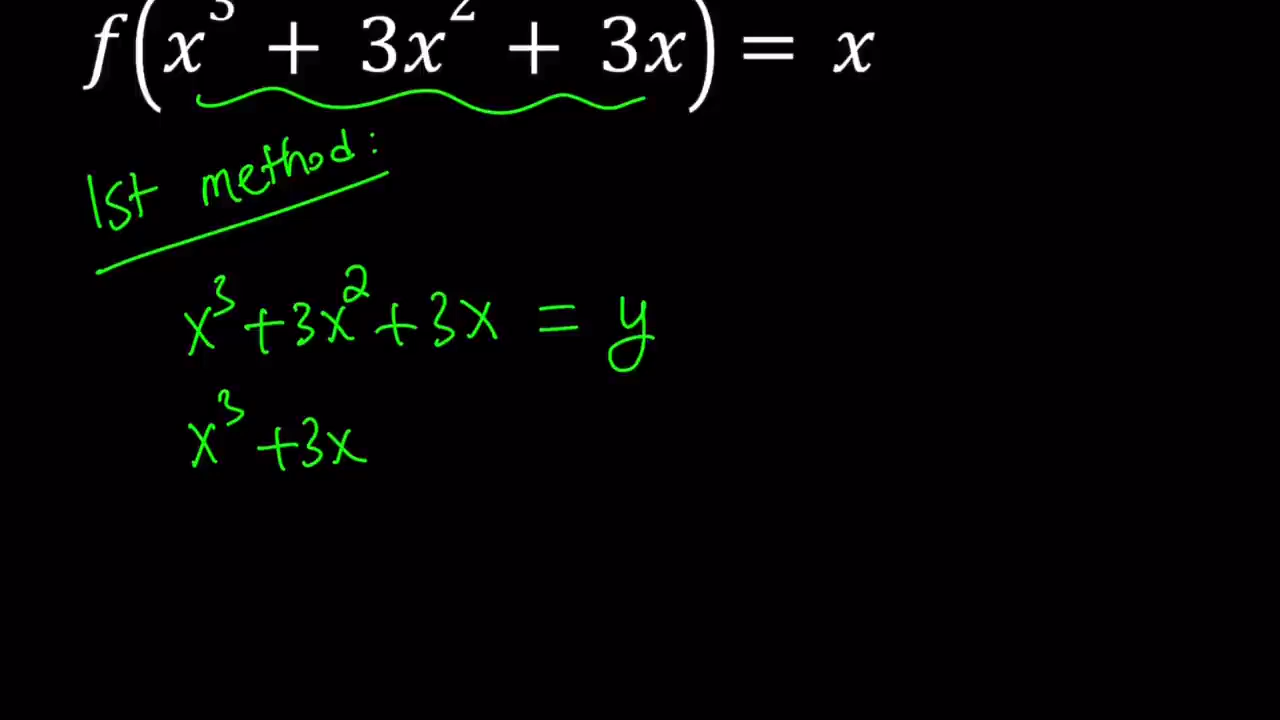 f(x³ + 3x² + 3x) = x
1st method:
x³ + 3x² + 3x = y
x³ + 3x